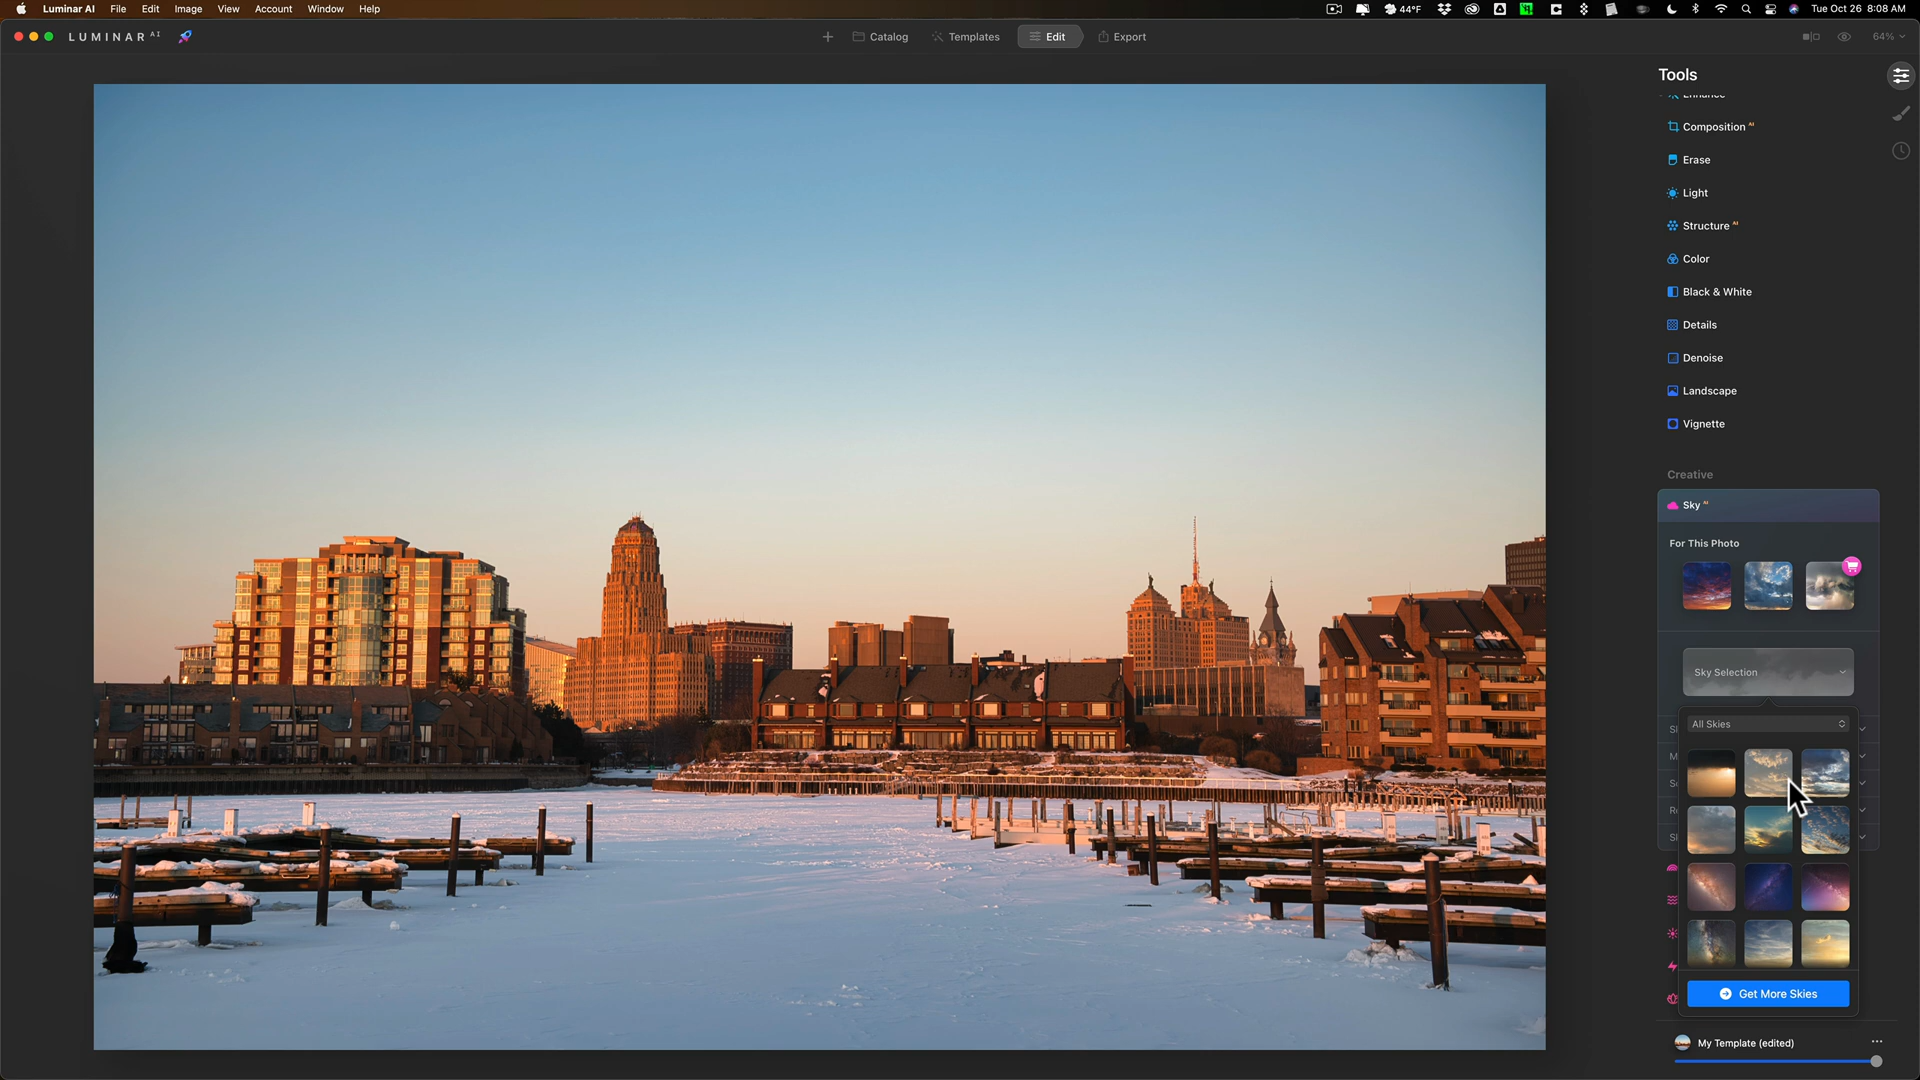 Luminar AI File Edit Image View Account Window Help
44°F
Tue Oct 26 8:08 AM
LUMINAR AI
Catalog Templates Edit Export
64%
Tools
Enhance
Composition AI
Erase
Light
Structure AI
Color
Black & White
Details
Denoise
Landscape
Vignette
Creative
Sky AI
For This Photo
Sky Selection
All Skies
Get More Skies
My Template (edited)